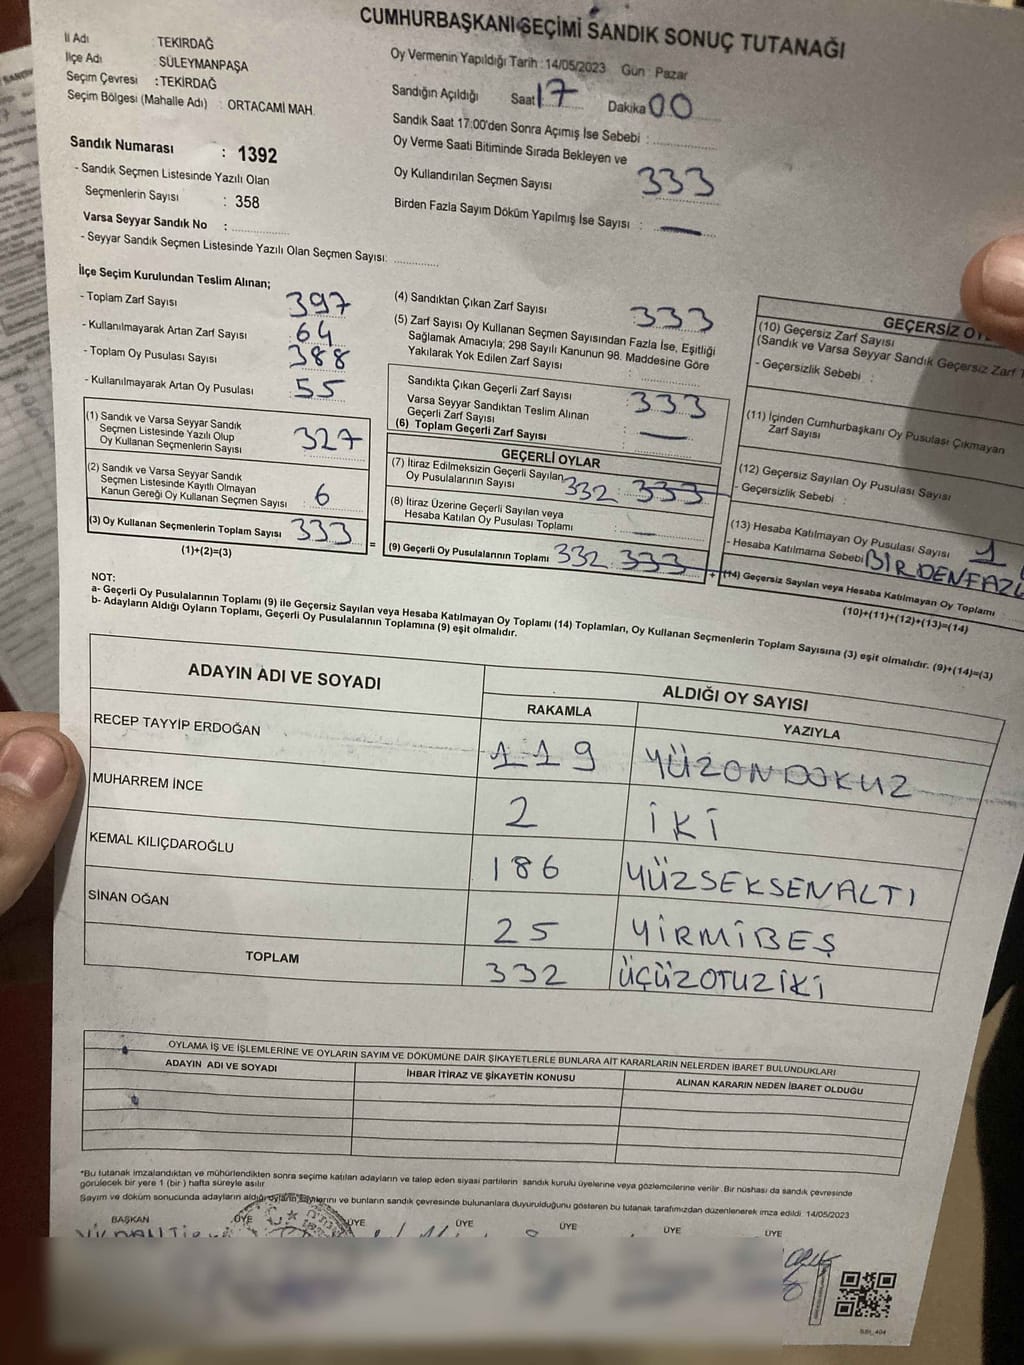 CUMHURBAŞKANI SEÇİMİ SANDIK SONUÇ TUTANAĞI
İl Adı TEKİRDAĞ
İlçe Adı SÜLEYMANPAŞA
Seçim Çevresi : TEKİRDAĞ
Seçim Bölgesi (Mahalle Adı) : ORTACAMİ MAH.
Oy Vermenin Yapıldığı Tarih : 14/05/2023 Gün : Pazar
Sandığın Açıldığı Saat 17 Dakika 00
Sandık Saat 17:00'den Sonra Açımış İse Sebebi :
Oy Verme Saati Bitiminde Sırada Bekleyen ve
Oy Kullandırılan Seçmen Sayısı 333
Birden Fazla Sayım Döküm Yapılmış İse Sayısı : —
Sandık Numarası : 1392
- Sandık Seçmen Listesinde Yazılı Olan
Seçmenlerin Sayısı : 358
Varsa Seyyar Sandık No :
- Seyyar Sandık Seçmen Listesinde Yazılı Olan Seçmen Sayısı:
İlçe Seçim Kurulundan Teslim Alınan;
- Toplam Zarf Sayısı 397
- Kullanılmayarak Artan Zarf Sayısı 64
- Toplam Oy Pusulası Sayısı 388
- Kullanılmayarak Artan Oy Pusulası : 55
(1) Sandık ve Varsa Seyyar Sandık
Seçmen Listesinde Yazılı Olup
Oy Kullanan Seçmenlerin Sayısı 327
(2) Sandık ve Varsa Seyyar Sandık
Seçmen Listesinde Kayıtlı Olmayan
Kanun Gereği Oy Kullanan Seçmen Sayısı : 6
(3) Oy Kullanan Seçmenlerin Toplam Sayısı 333 =
(1)+(2)=(3)
(4) Sandıktan Çıkan Zarf Sayısı : 333
(5) Zarf Sayısı Oy Kullanan Seçmen Sayısından Fazla İse, Eşitliği
Sağlamak Amacıyla; 298 Sayılı Kanunun 98. Maddesine Göre
Yakılarak Yok Edilen Zarf Sayısı :
Sandıkta Çıkan Geçerli Zarf Sayısı : 333
Varsa Seyyar Sandıktan Teslim Alınan
Geçerli Zarf Sayısı : —
(6) Toplam Geçerli Zarf Sayısı :
GEÇERLİ OYLAR
(7) İtiraz Edilmeksizin Geçerli Sayılan
Oy Pusulalarının Sayısı 332 : 333
(8) İtiraz Üzerine Geçerli Sayılan veya
Hesaba Katılan Oy Pusulası Toplamı : —
(9) Geçerli Oy Pusulalarının Toplamı 332 333 +
GEÇERSİZ
(10) Geçersiz Zarf Sayısı
(Sandık ve Varsa Seyyar Sandık Geçersiz Zarf
- Geçersizlik Sebebi :
(11) İçinden Cumhurbaşkanı Oy Pusulası Çıkmayan
Zarf Sayısı
(12) Geçersiz Sayılan Oy Pusulası Sayısı
- Geçersizlik Sebebi :
(13) Hesaba Katılmayan Oy Pusulası Sayısı 1
- Hesaba Katılmama Sebebi BİRDENFAZL
(14) Geçersiz Sayılan veya Hesaba Katılmayan Oy Toplamı
(10)+(11)+(12)+(13)=(14)
NOT:
a- Geçerli Oy Pusulalarının Toplamı (9) ile Geçersiz Sayılan veya Hesaba Katılmayan Oy Toplamı (14) Toplamları, Oy Kullanan Seçmenlerin Toplam Sayısına (3) eşit olmalıdır. (9)+(14)=(3)
b- Adayların Aldığı Oyların Toplamı, Geçerli Oy Pusulalarının Toplamına (9) eşit olmalıdır.
ADAYIN ADI VE SOYADI ALDIĞI OY SAYISI
RAKAMLA YAZIYLA
RECEP TAYYİP ERDOĞAN 119 YÜZONDOKUZ
MUHARREM İNCE 2 İKİ
KEMAL KILIÇDAROĞLU 186 YÜZSEKSENALTI
SİNAN OĞAN 25 YİRMİBEŞ
TOPLAM 332 ÜÇÜZOTUZİKİ
OYLAMA İŞ VE İŞLEMLERİNE VE OYLARIN SAYIM VE DÖKÜMÜNE DAİR ŞİKAYETLERLE BUNLARA AİT KARARLARIN NELERDEN İBARET BULUNDUKLARI
ADAYIN ADI VE SOYADI İHBAR İTİRAZ VE ŞİKAYETİN KONUSU ALINAN KARARIN NEDEN İBARET OLDUĞU
*Bu tutanak imzalandıktan ve mühürlendikten sonra seçime katılan adayların ve talep eden siyasi partilerin sandık kurulu üyelerine veya gözlemcilerine verilir. Bir nüshası da sandık çevresinde
görülecek bir yere 1 (bir) hafta süreyle asılır
Sayım ve döküm sonucunda adayların aldığı oyların sayılarını ve bunların sandık çevresinde bulunanlara duyurulduğunu gösteren bu tutanak tarafımızdan düzenlenerek imza edildi. 14/05/2023
BAŞKAN ÜYE ÜYE ÜYE ÜYE ÜYE ÜYE